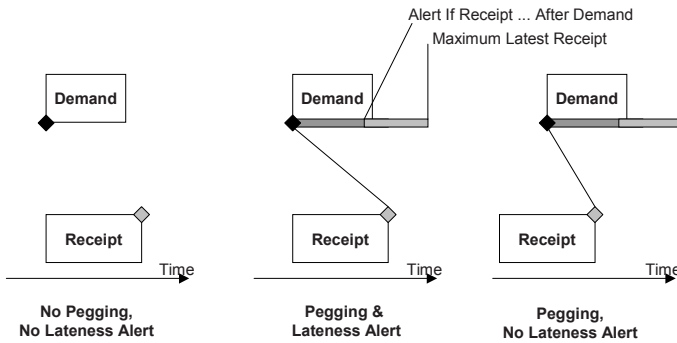 Alert If Receipt ... After Demand
Maximum Latest Receipt
Demand
Demand
Demand
Receipt
Receipt
Receipt
Time
Time
Time
No Pegging,
No Lateness Alert
Pegging &
Lateness Alert
Pegging,
No Lateness Alert